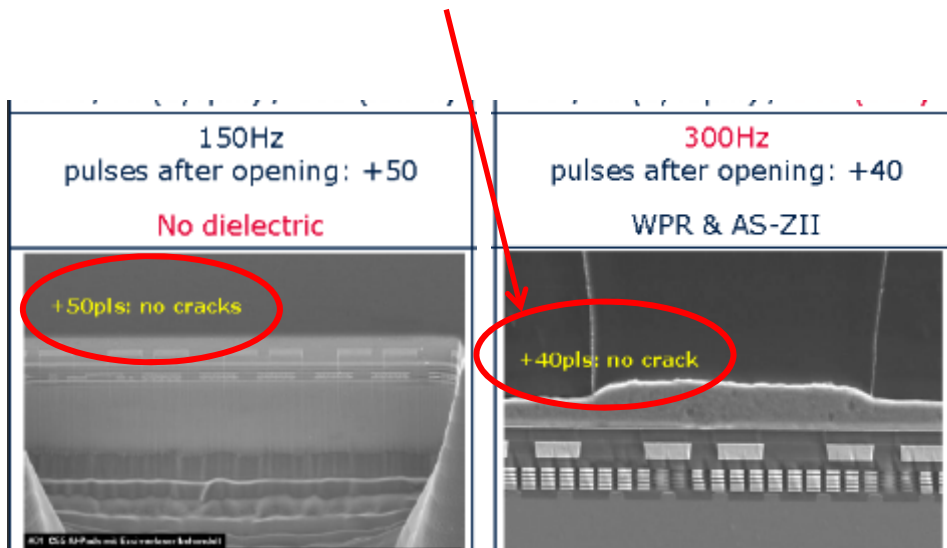 150Hz
pulses after opening: +50
No dielectric
+50pls: no cracks
300Hz
pulses after opening: +40
WPR & AS-ZII
+40pls: no crack